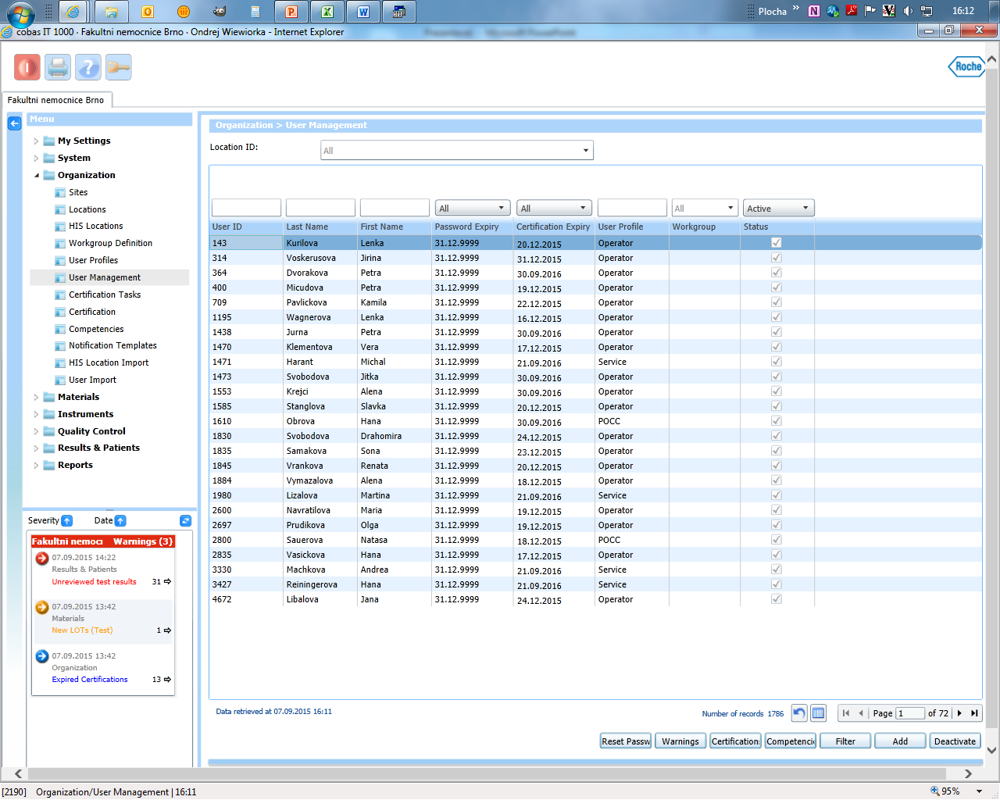 Plocha
16:12
cobas IT 1000 - Fakultni nemocnice Brno - Ondrej Wiewiorka - Internet Explorer
Roche
Fakultni nemocnice Brno
Menu
My Settings
System
Organization
Sites
Locations
HIS Locations
Workgroup Definition
User Profiles
User Management
Certification Tasks
Certification
Competencies
Notification Templates
HIS Location Import
User Import
Materials
Instruments
Quality Control
Results & Patients
Reports
Severity Date
Fakultni nemoci Warnings (3)
07.09.2015 14:22
Results & Patients
Unreviewed test results 31
07.09.2015 13:42
Materials
New LOTs (Test) 1
07.09.2015 13:42
Organization
Expired Certifications 13
Organization > User Management
Location ID: All
All All All Active
User ID Last Name First Name Password Expiry Certification Expiry User Profile Workgroup Status
143 Kurilova Lenka 31.12.9999 20.12.2015 Operator
314 Voskerusova Jirina 31.12.9999 31.12.2015 Operator
364 Dvorakova Petra 31.12.9999 30.09.2016 Operator
400 Micudova Petra 31.12.9999 19.12.2015 Operator
709 Pavlickova Kamila 31.12.9999 22.12.2015 Operator
1195 Wagnerova Lenka 31.12.9999 16.12.2015 Operator
1438 Jurna Petra 31.12.9999 30.09.2016 Operator
1470 Klementova Vera 31.12.9999 17.12.2015 Operator
1471 Harant Michal 31.12.9999 21.09.2016 Service
1473 Svobodova Jitka 31.12.9999 30.09.2016 Operator
1553 Krejci Alena 31.12.9999 30.09.2016 Operator
1585 Stanglova Slavka 31.12.9999 20.12.2015 Operator
1610 Obrova Hana 31.12.9999 30.09.2016 POCC
1830 Svobodova Drahomira 31.12.9999 24.12.2015 Operator
1835 Samakova Sona 31.12.9999 23.12.2015 Operator
1845 Vrankova Renata 31.12.9999 20.12.2015 Operator
1884 Vymazalova Alena 31.12.9999 18.12.2015 Operator
1980 Lizalova Martina 31.12.9999 21.09.2016 Service
2600 Navratilova Maria 31.12.9999 19.12.2015 Operator
2697 Prudikova Olga 31.12.9999 19.12.2015 Operator
2800 Sauerova Natasa 31.12.9999 18.12.2015 POCC
2835 Vasickova Hana 31.12.9999 17.12.2015 Operator
3330 Machkova Andrea 31.12.9999 21.09.2016 Service
3427 Reiningerova Hana 31.12.9999 21.09.2016 Service
4672 Libalova Jana 31.12.9999 24.12.2015 Operator
Data retrieved at 07.09.2015 16:11
Number of records 1786
Page 1 of 72
Reset Passw Warnings Certification: Competencie Filter Add Deactivate
[2190] Organization/User Management | 16:11
95%